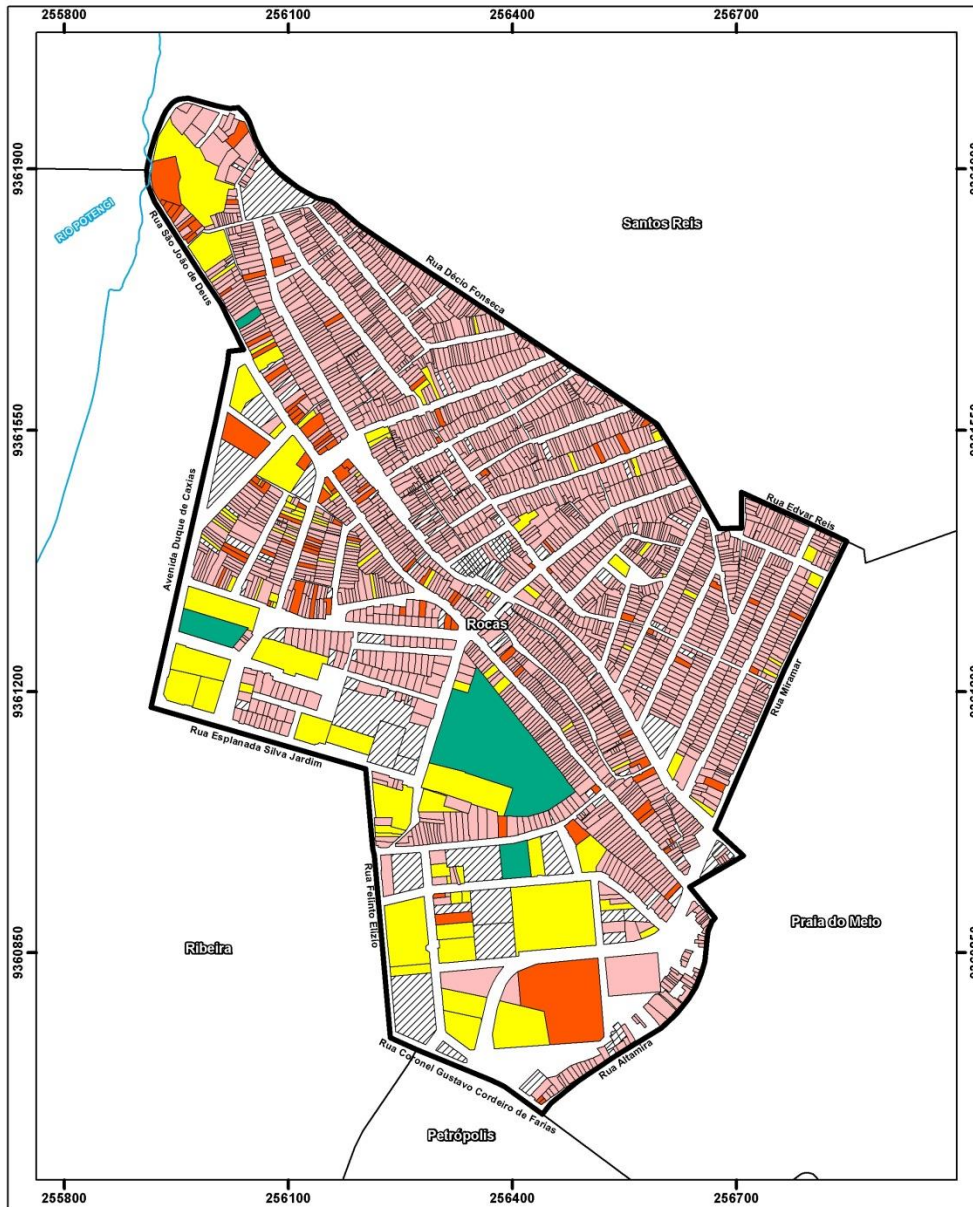 255800 256100 256400 256700
9361900
Santos Reis
RIO POTENGI
Rua São João de Deus
Rua Décio Fonseca
9361550
Rua Edvar Reis
Avenida Duque de Caxias
Rocas
9361200
Rua Miramar
Rua Esplanada Silva Jardim
Rua Felinto Elizio
Praia do Meio
Ribeira
9360850
Rua Altamira
Rua Coronel Gustavo Cordeiro de Farias
Petrópolis
255800 256100 256400 256700